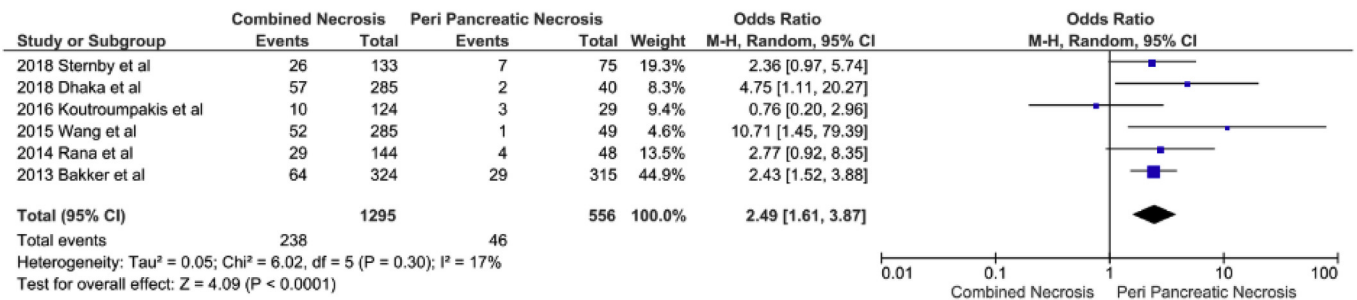 Combined Necrosis Peri Pancreatic Necrosis Odds Ratio Odds Ratio
Study or Subgroup Events Total Events Total Weight M-H, Random, 95% CI M-H, Random, 95% CI
2018 Sternby et al 26 133 7 75 19.3% 2.36 [0.97, 5.74]
2018 Dhaka et al 57 285 2 40 8.3% 4.75 [1.11, 20.27]
2016 Koutroumpakis et al 10 124 3 29 9.4% 0.76 [0.20, 2.96]
2015 Wang et al 52 285 1 49 4.6% 10.71 [1.45, 79.39]
2014 Rana et al 29 144 4 48 13.5% 2.77 [0.92, 8.35]
2013 Bakker et al 64 324 29 315 44.9% 2.43 [1.52, 3.88]
Total (95% CI) 1295 556 100.0% 2.49 [1.61, 3.87]
Total events 238 46
Heterogeneity: Tau² = 0.05; Chi² = 6.02, df = 5 (P = 0.30); I² = 17%
Test for overall effect: Z = 4.09 (P < 0.0001)
0.01 0.1 1 10 100
Combined Necrosis Peri Pancreatic Necrosis